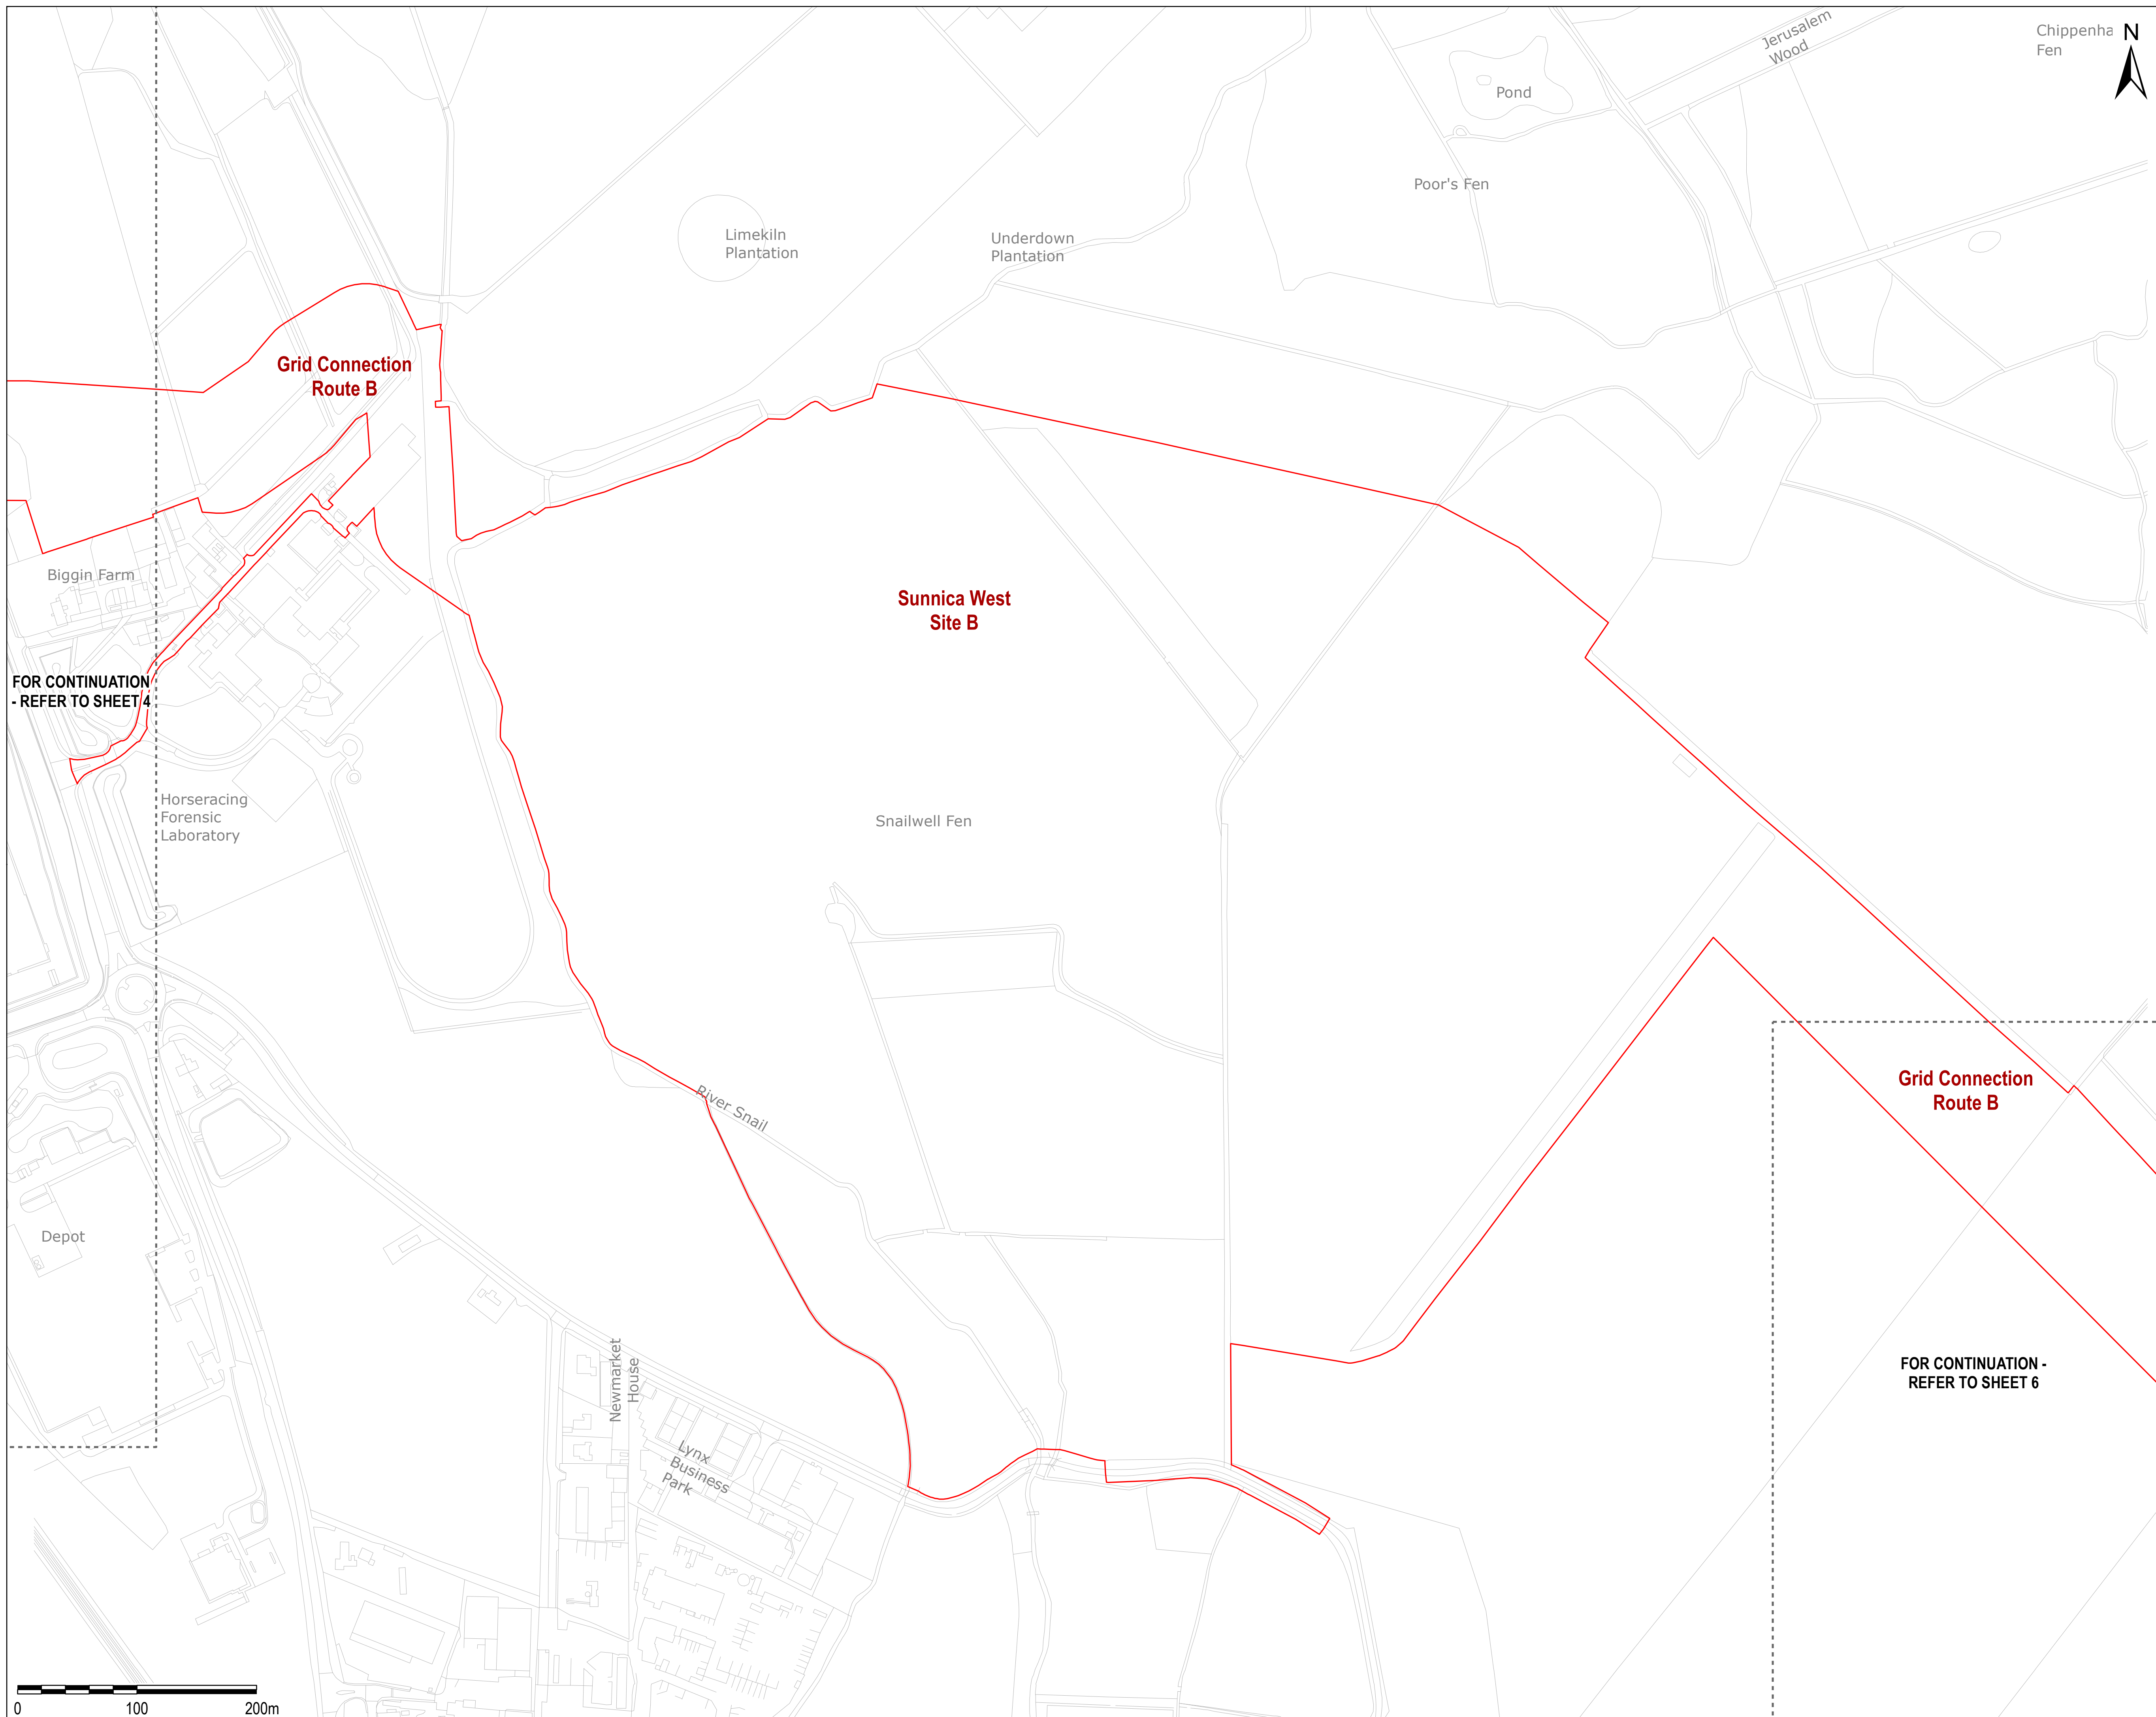 Jerusalem
Wood
Chippenha
Fen
N
Pond
Poor's Fen
Limekiln
Plantation
Underdown
Plantation
Grid Connection
Route B
Biggin Farm
Sunnica West
Site B
FOR CONTINUATION
- REFER TO SHEET 4
Horseracing
Forensic
Laboratory
Snailwell Fen
River Snail
Grid Connection
Route B
Depot
Newmarket
House
FOR CONTINUATION -
REFER TO SHEET 6
Lynx
Business
Park
0 100 200m